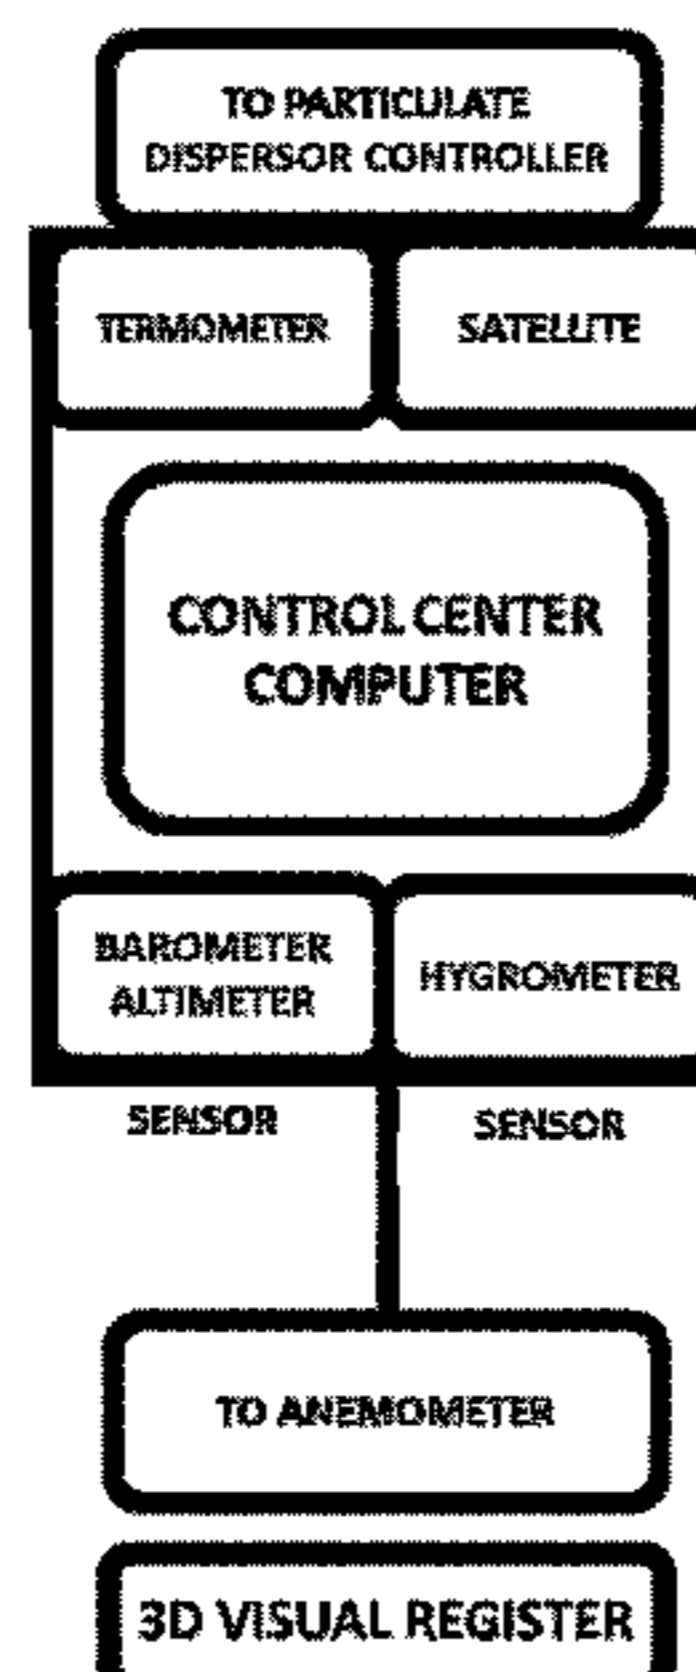 TO PARTICULATE
DISPERSOR CONTROLLER
TERMOMETER
SATELLITE
CONTROL CENTER
COMPUTER
BAROMETER
ALTIMETER
HYGROMETER
SENSOR
SENSOR
TO ANEMOMETER
3D VISUAL REGISTER